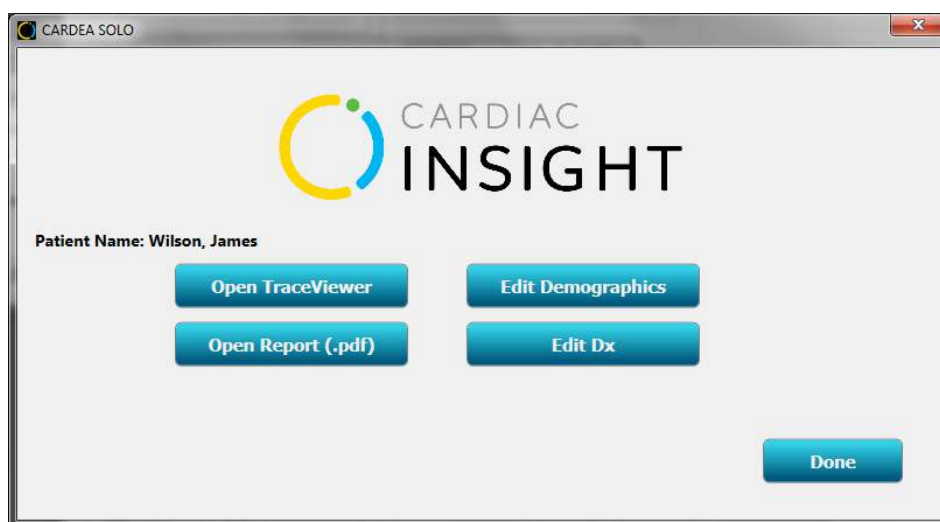 CARDEA SOLO
CARDIAC
INSIGHT
Patient Name: Wilson, James
Open TraceViewer
Edit Demographics
Open Report (.pdf)
Edit Dx
Done